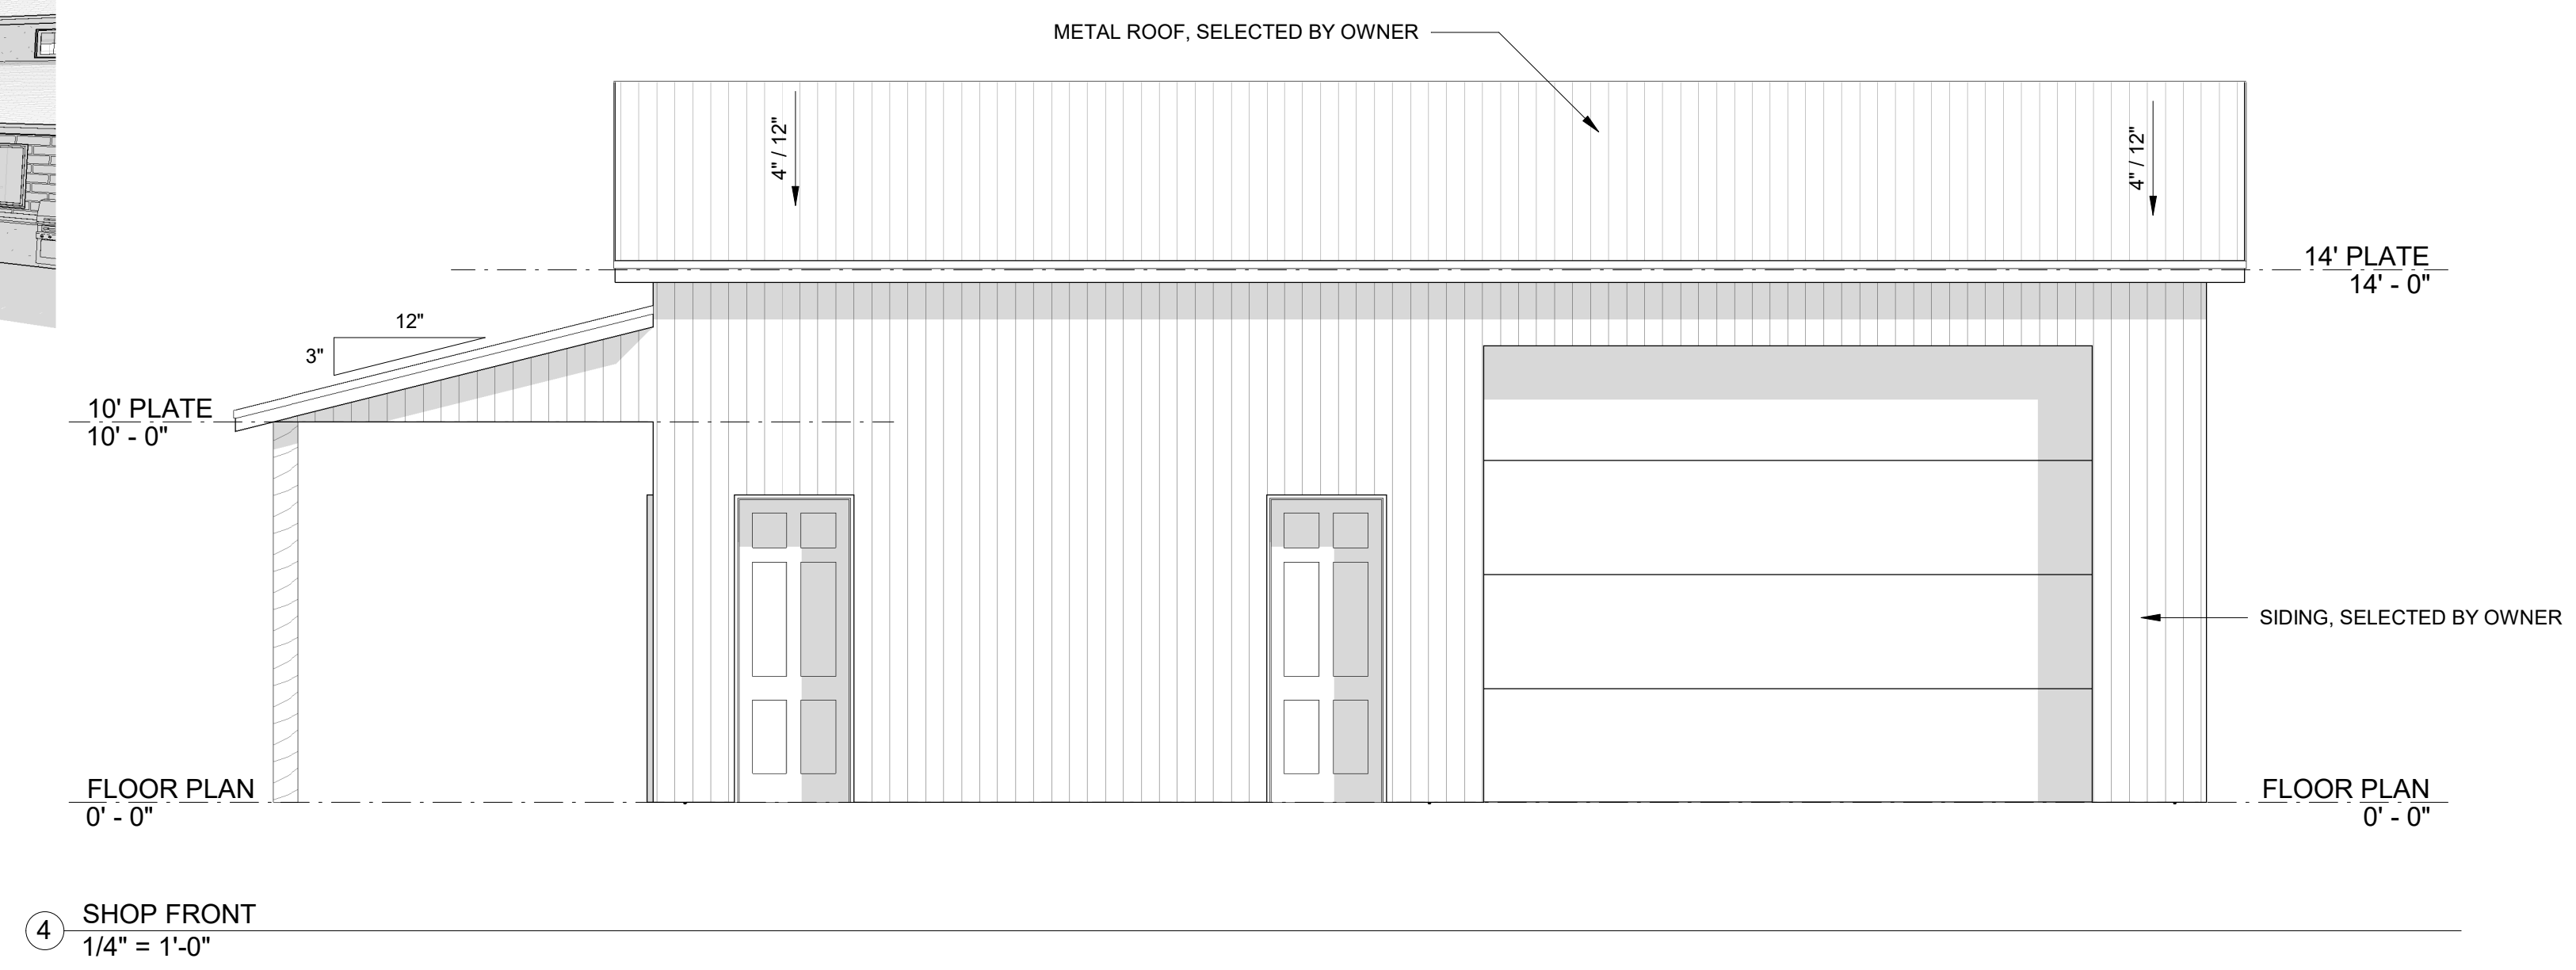 METAL ROOF, SELECTED BY OWNER
4" / 12"
4" / 12"
14' PLATE
14' - 0"
12"
3"
10' PLATE
10' - 0"
SIDING, SELECTED BY OWNER
FLOOR PLAN
0' - 0"
FLOOR PLAN
0' - 0"
4
SHOP FRONT
1/4" = 1'-0"